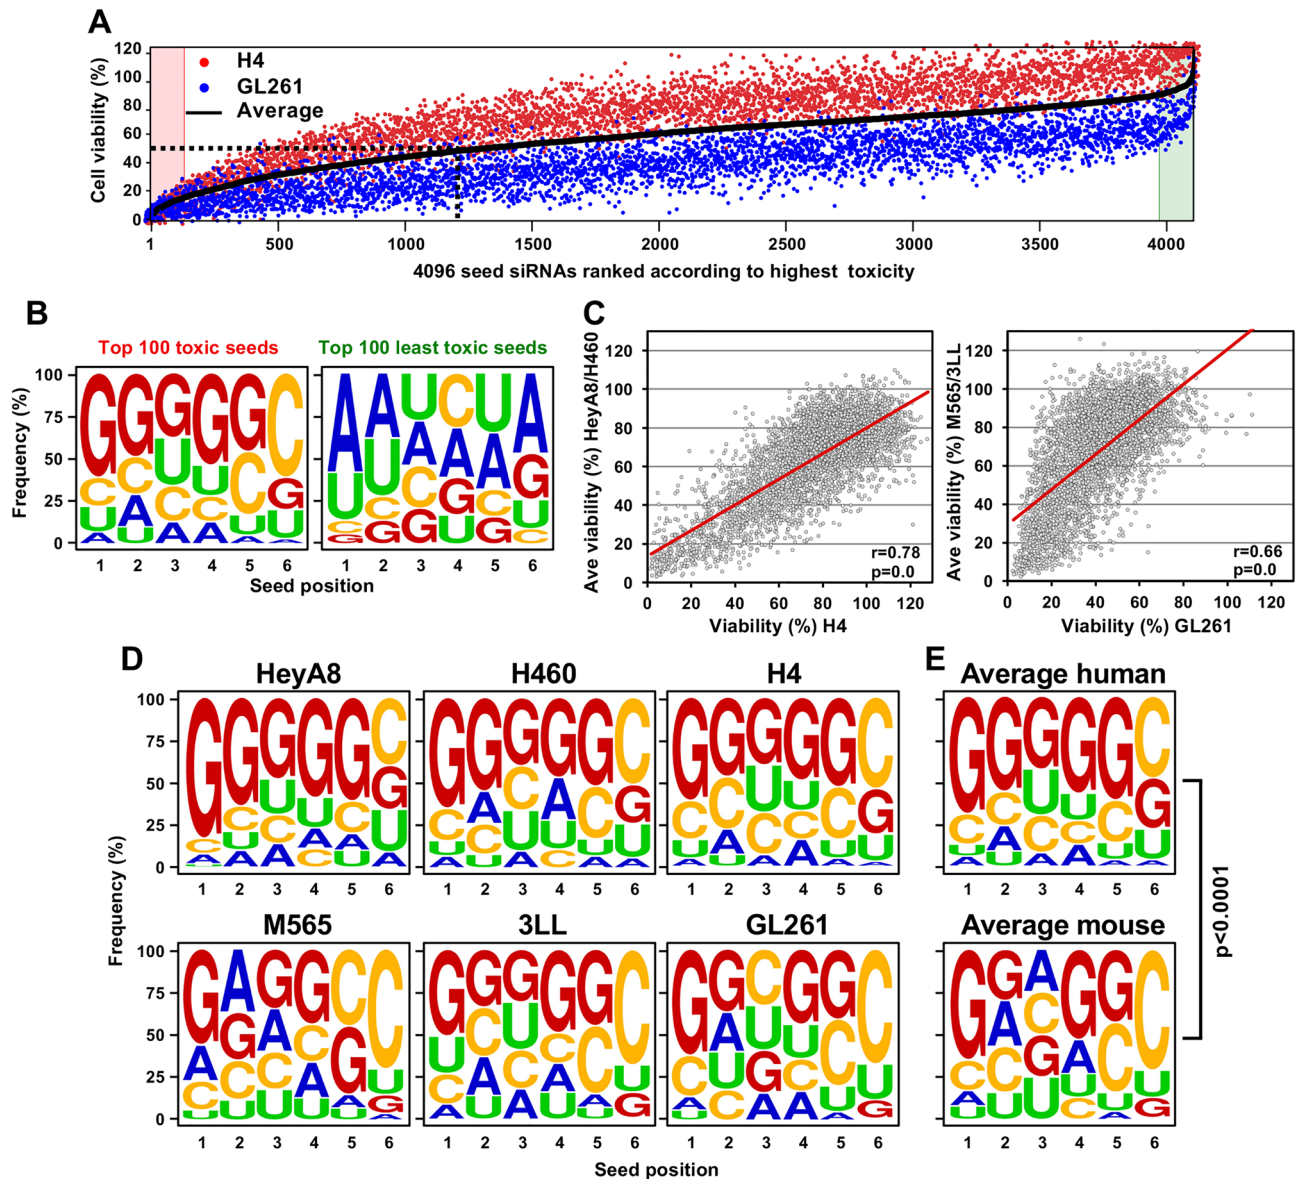 A
Cell viability (%)
120
100
80
60
40
20
0
H4
GL261
Average
1
500
1000
1500
2000
2500
3000
3500
4000
4096 seed siRNAs ranked according to highest toxicity
B
Top 100 toxic seeds
Top 100 least toxic seeds
Frequency (%)
100
75
50
25
0
G G G G G C
C C U U C G
U A C C U U
A U A A A A
A A U C U A
U U A A A G
C C C G C U
G G G U G C
1 2 3 4 5 6
1 2 3 4 5 6
Seed position
C
Ave viability (%) HeyA8/H460
120
100
80
60
40
20
0
r=0.78
p=0.0
0 20 40 60 80 100 120
Viability (%) H4
Ave viability (%) M565/3LL
120
100
80
60
40
20
0
r=0.66
p=0.0
0 20 40 60 80 100 120
Viability (%) GL261
D
Frequency (%)
HeyA8
100
75
50
25
0
G G G G G C
C C U U C G
A U C A A U
U A A C U A
1 2 3 4 5 6
H460
G G G G G C
C A C A C G
U C U U U U
A U A C A A
1 2 3 4 5 6
H4
G G G G G C
C C U U C G
A A C C U U
U U A A A A
1 2 3 4 5 6
M565
100
75
50
25
0
G A G G C C
A G A C G U
C C C A A G
U U U U U A
1 2 3 4 5 6
3LL
G G G G G C
U C U C C U
C A C A A G
A U A U U
1 2 3 4 5 6
GL261
G G C G G C
C A U U C U
A U G C U G
U C A A A
1 2 3 4 5 6
Seed position
E
Average human
G G G G G C
C C U U C G
A A C C U U
U U A A A A
1 2 3 4 5 6
Average mouse
G G A G G C
C A C A C U
A C G U U G
U U U C A
1 2 3 4 5 6
p<0.0001